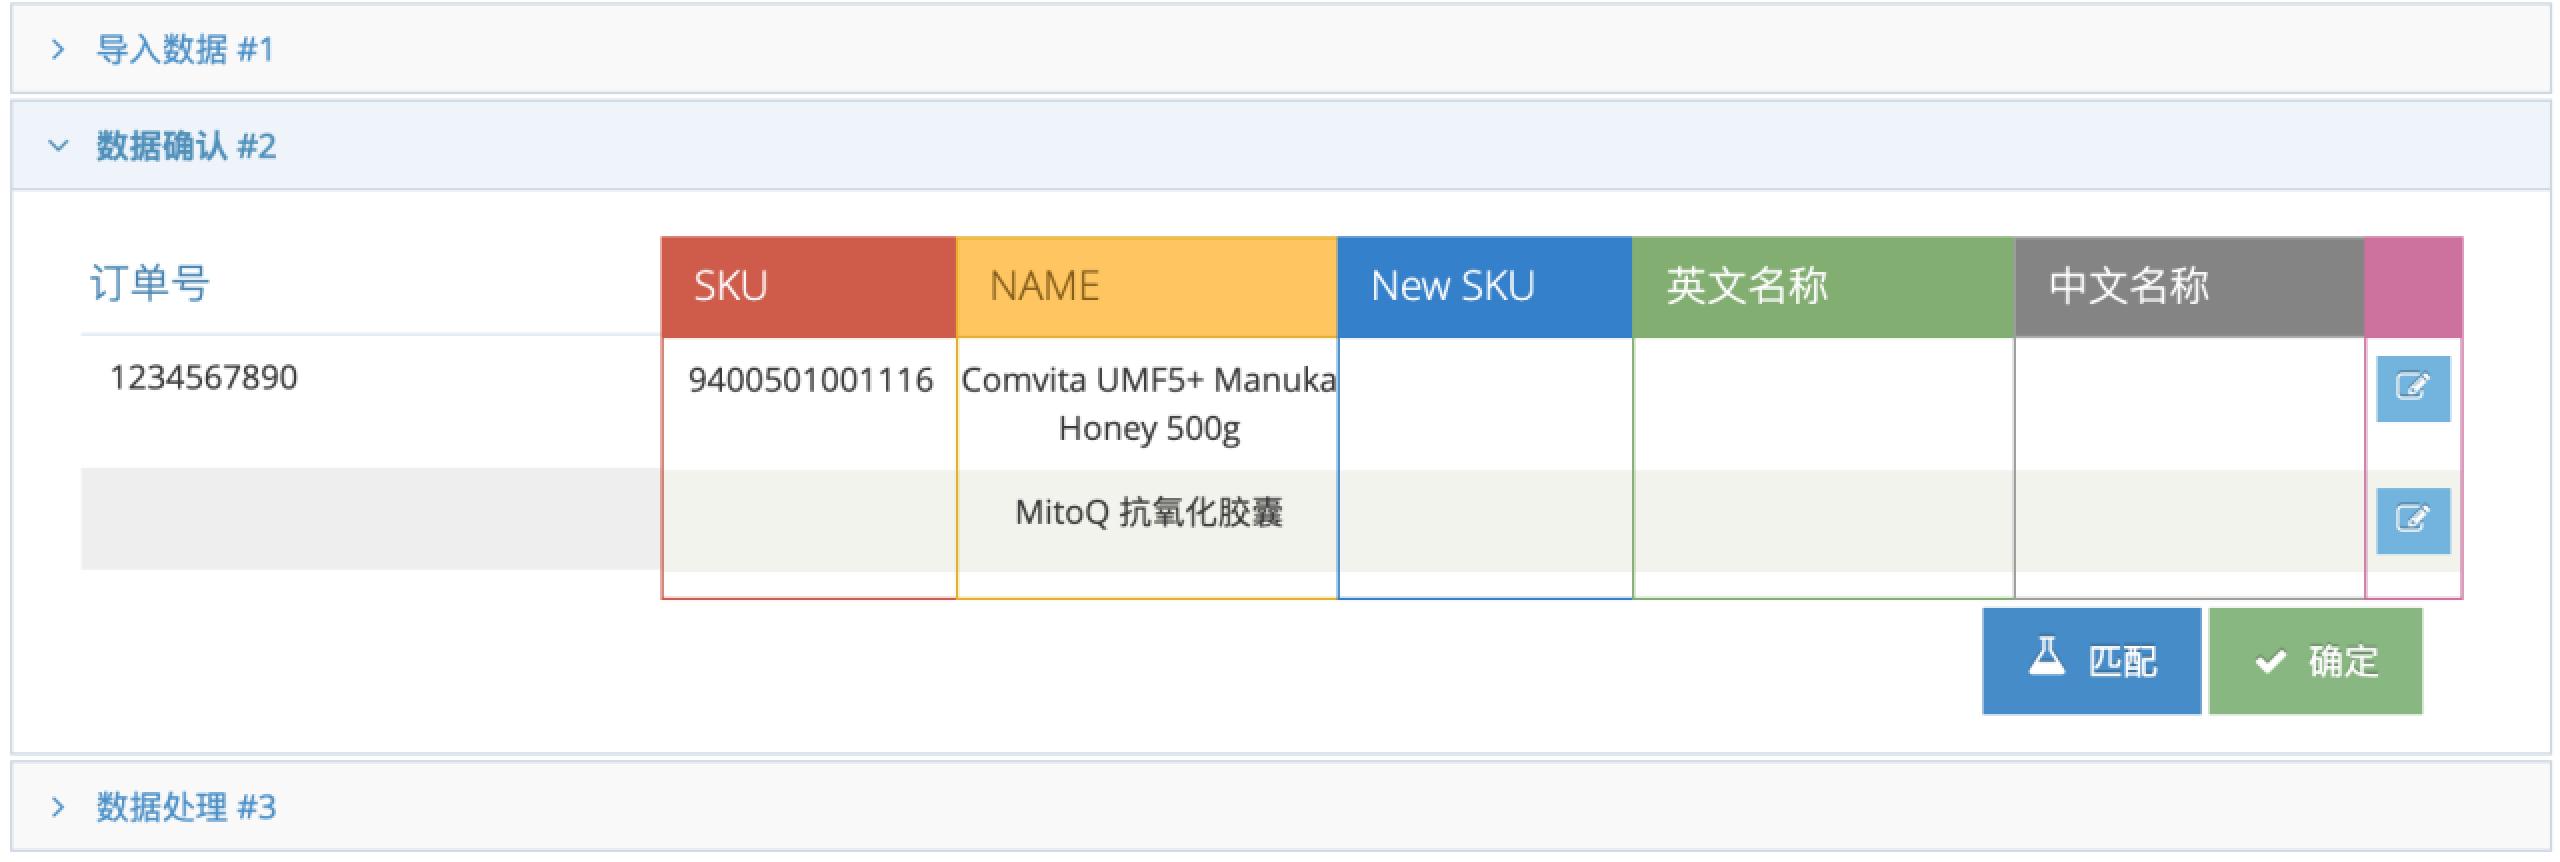 导入数据 #1
数据确认 #2
订单号 SKU NAME New SKU 英文名称 中文名称
1234567890 9400501001116 Comvita UMF5+ Manuka
Honey 500g
MitoQ 抗氧化胶囊
匹配 确定
数据处理 #3